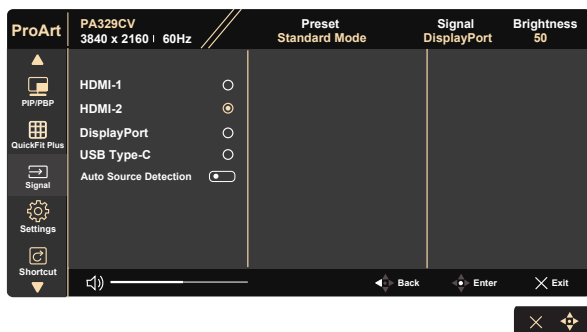 ProArt
PA329CV
3840 x 2160 60Hz
Preset
Standard Mode
Signal
DisplayPort
Brightness
50
PIP/PBP
QuickFit Plus
Signal
Settings
Shortcut
HDMI-1
HDMI-2
DisplayPort
USB Type-C
Auto Source Detection
Back
Enter
Exit